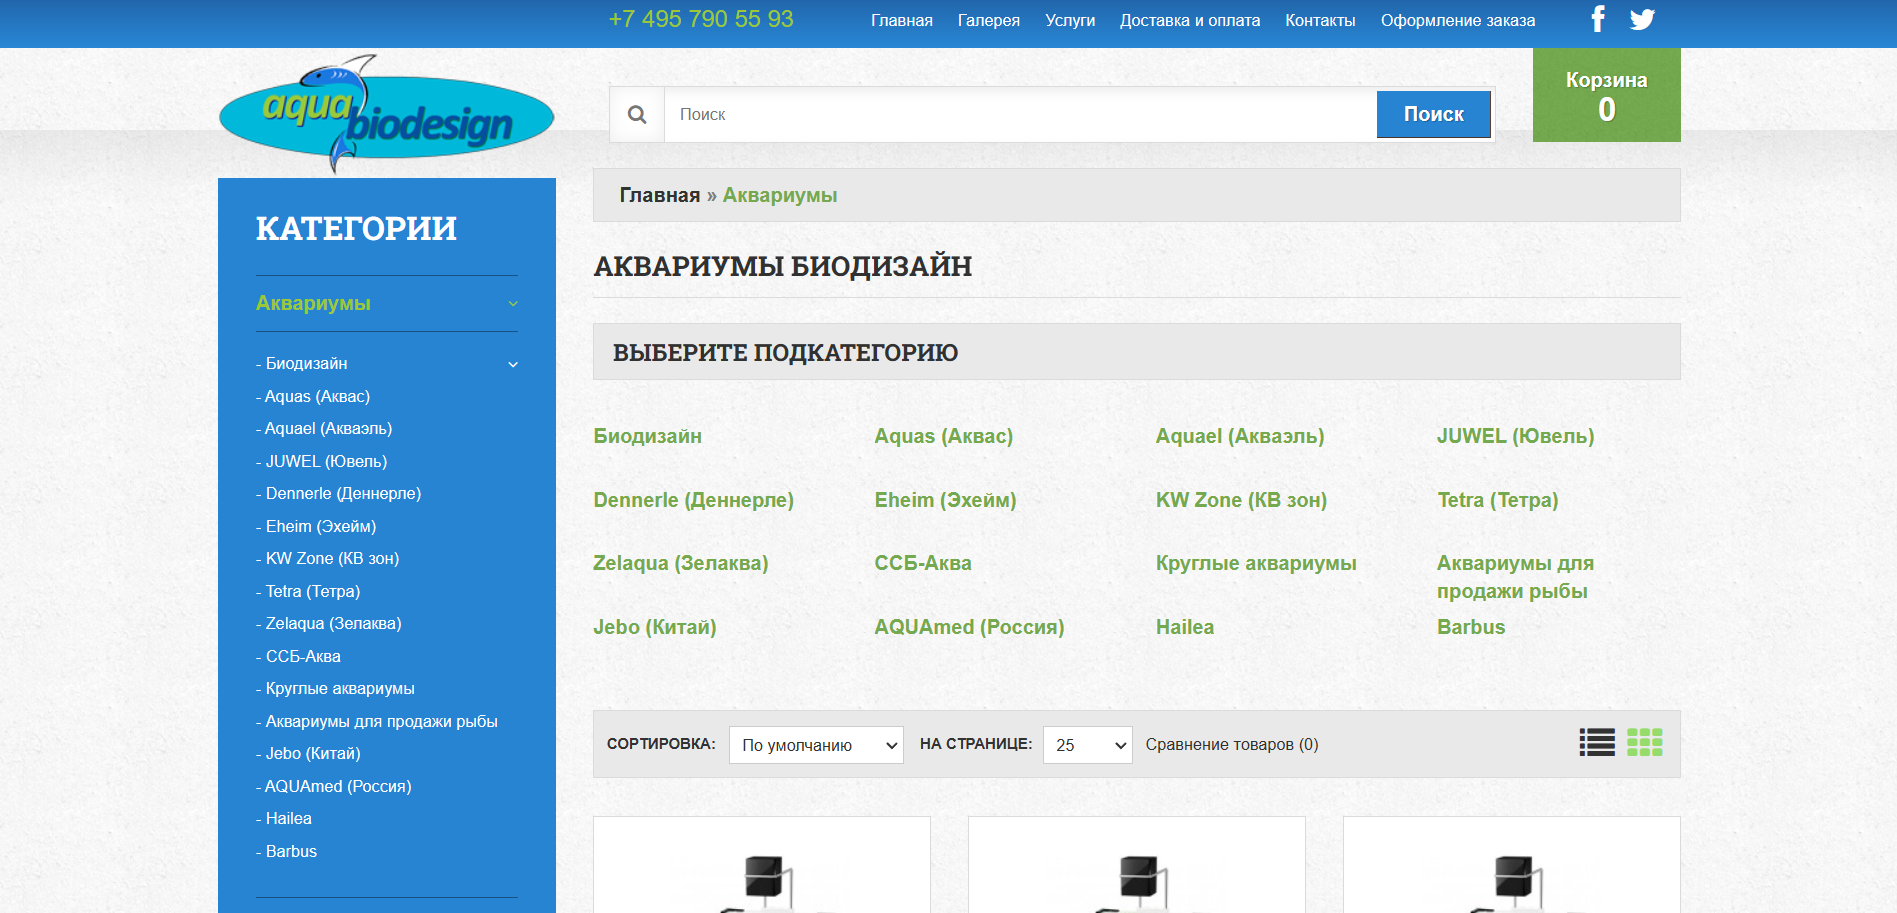 +7 495 790 55 93
Главная Галерея Услуги Доставка и оплата Контакты Оформление заказа
aqua
biodesign
Поиск
Поиск
Корзина
0
КАТЕГОРИИ
Аквариумы
- Биодизайн
- Aquas (Аквас)
- Aquael (Акваэль)
- JUWEL (Ювель)
- Dennerle (Деннерле)
- Eheim (Эхейм)
- KW Zone (КВ зон)
- Tetra (Тетра)
- Zelaqua (Зелаква)
- ССБ-Аква
- Круглые аквариумы
- Аквариумы для продажи рыбы
- Jebo (Китай)
- AQUAmed (Россия)
- Hailea
- Barbus
Главная » Аквариумы
АКВАРИУМЫ БИОДИЗАЙН
ВЫБЕРИТЕ ПОДКАТЕГОРИЮ
Биодизайн Aquas (Аквас) Aquael (Акваэль) JUWEL (Ювель)
Dennerle (Деннерле) Eheim (Эхейм) KW Zone (КВ зон) Tetra (Тетра)
Zelaqua (Зелаква) ССБ-Аква Круглые аквариумы Аквариумы для
продажи рыбы
Jebo (Китай) AQUAmed (Россия) Hailea Barbus
СОРТИРОВКА: По умолчанию НА СТРАНИЦЕ: 25 Сравнение товаров (0)